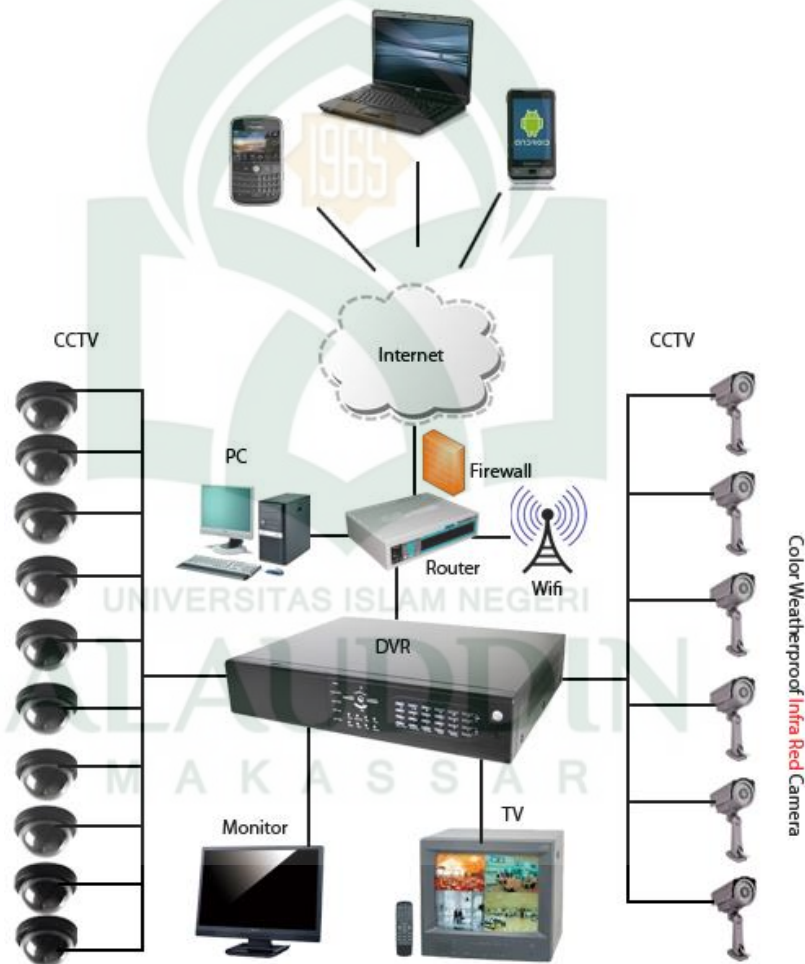 1965
Internet
CCTV
CCTV
PC
Firewall
Router
Wifi
UNIVERSITAS ISLAM NEGERI
DVR
ALAUDDIN
MAKASSAR
Monitor
TV
Color Weatherproof Infra Red Camera